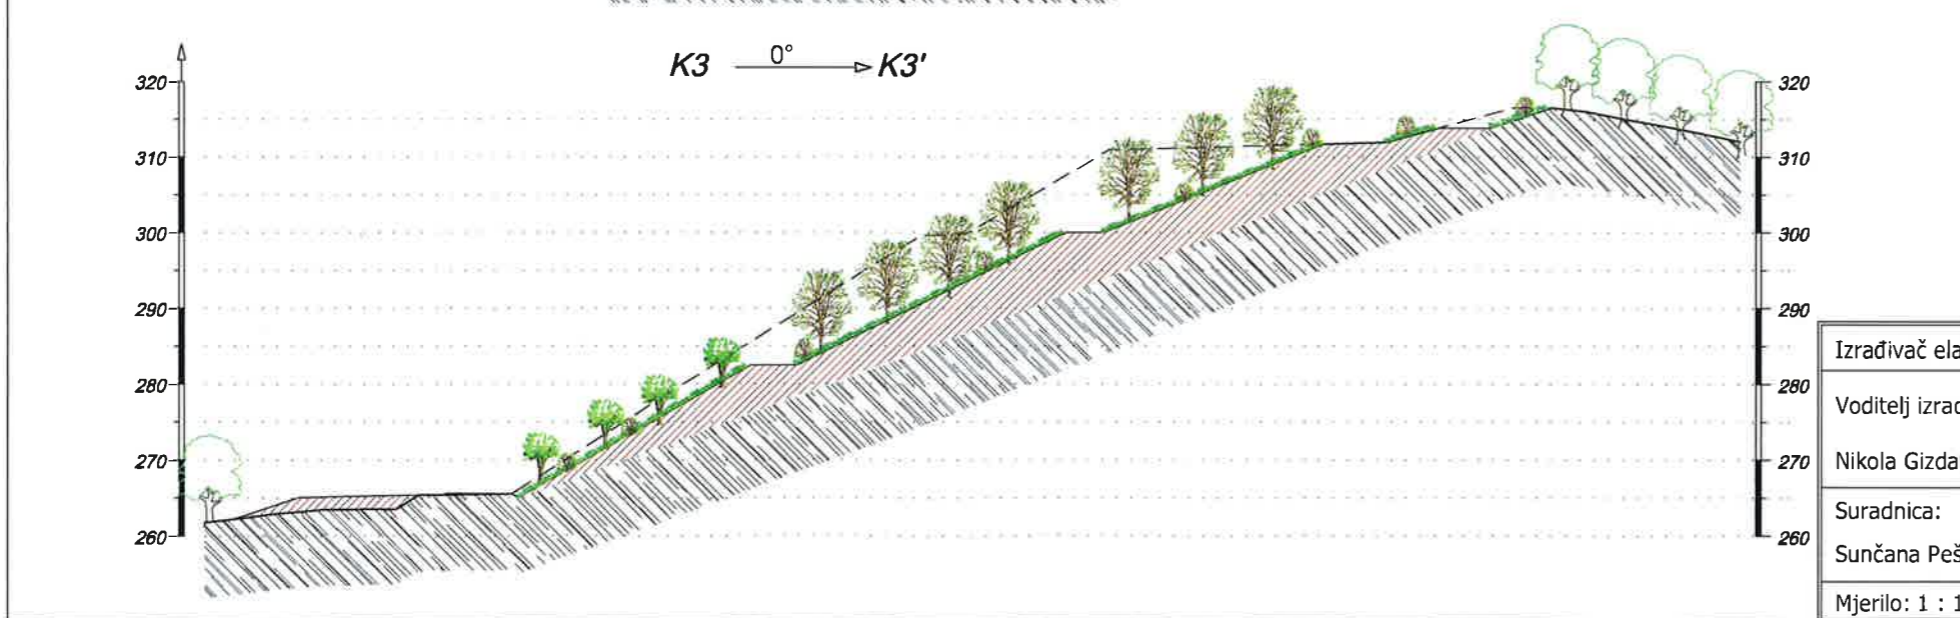 K3 0° K3'
320 320
310 310
300 300
290 290
280 280
270 270
260 260
Izrađivač ela
Voditelj izrad
Nikola Gizda
Suradnica:
Sunčana Peš
Mjerilo: 1 : 1